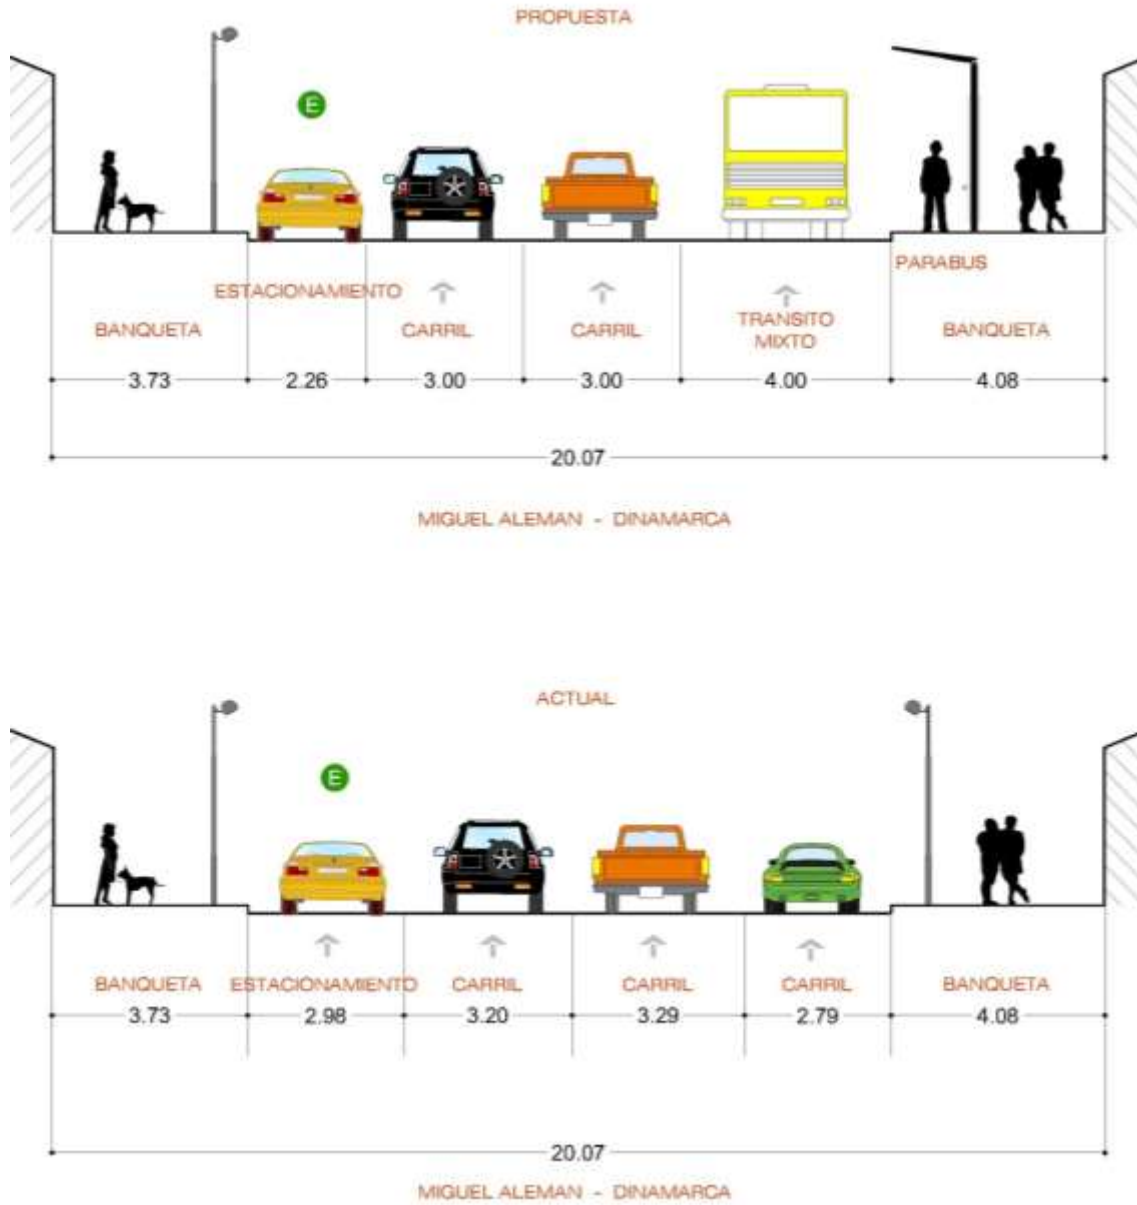 PROPUESTA
E
PARABUS
ESTACIONAMIENTO
BANQUETA CARRIL CARRIL TRANSITO MIXTO BANQUETA
3.73 2.26 3.00 3.00 4.00 4.08
20.07
MIGUEL ALEMAN - DINAMARCA
ACTUAL
E
BANQUETA ESTACIONAMIENTO CARRIL CARRIL CARRIL BANQUETA
3.73 2.98 3.20 3.29 2.79 4.08
20.07
MIGUEL ALEMAN - DINAMARCA